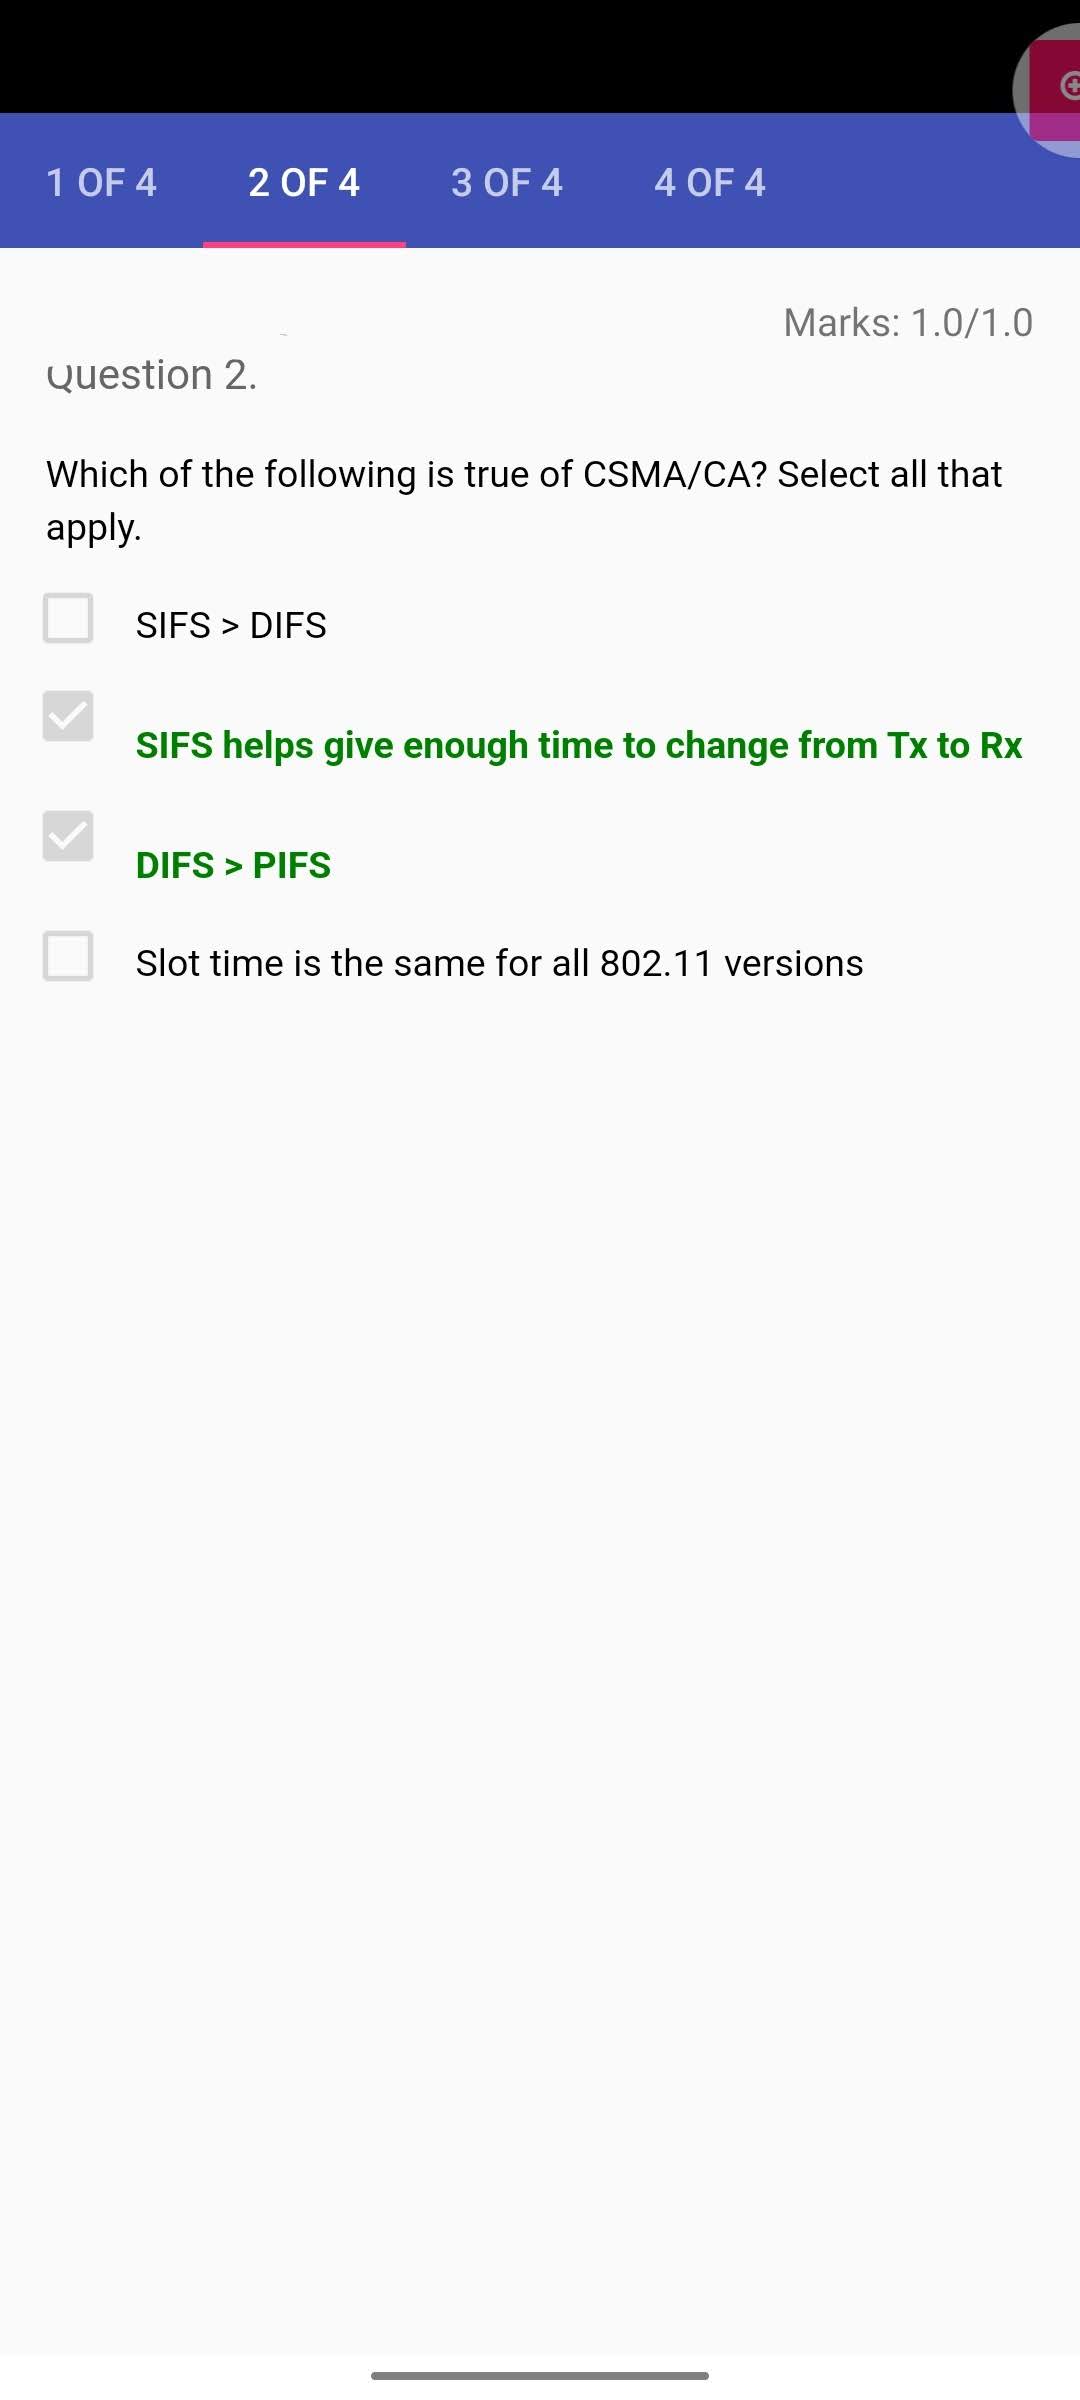 1 OF 4 2 OF 4 3 OF 4 4 OF 4
Marks: 1.0/1.0
Question 2.
Which of the following is true of CSMA/CA? Select all that
apply.
SIFS > DIFS
SIFS helps give enough time to change from Tx to Rx
DIFS > PIFS
Slot time is the same for all 802.11 versions